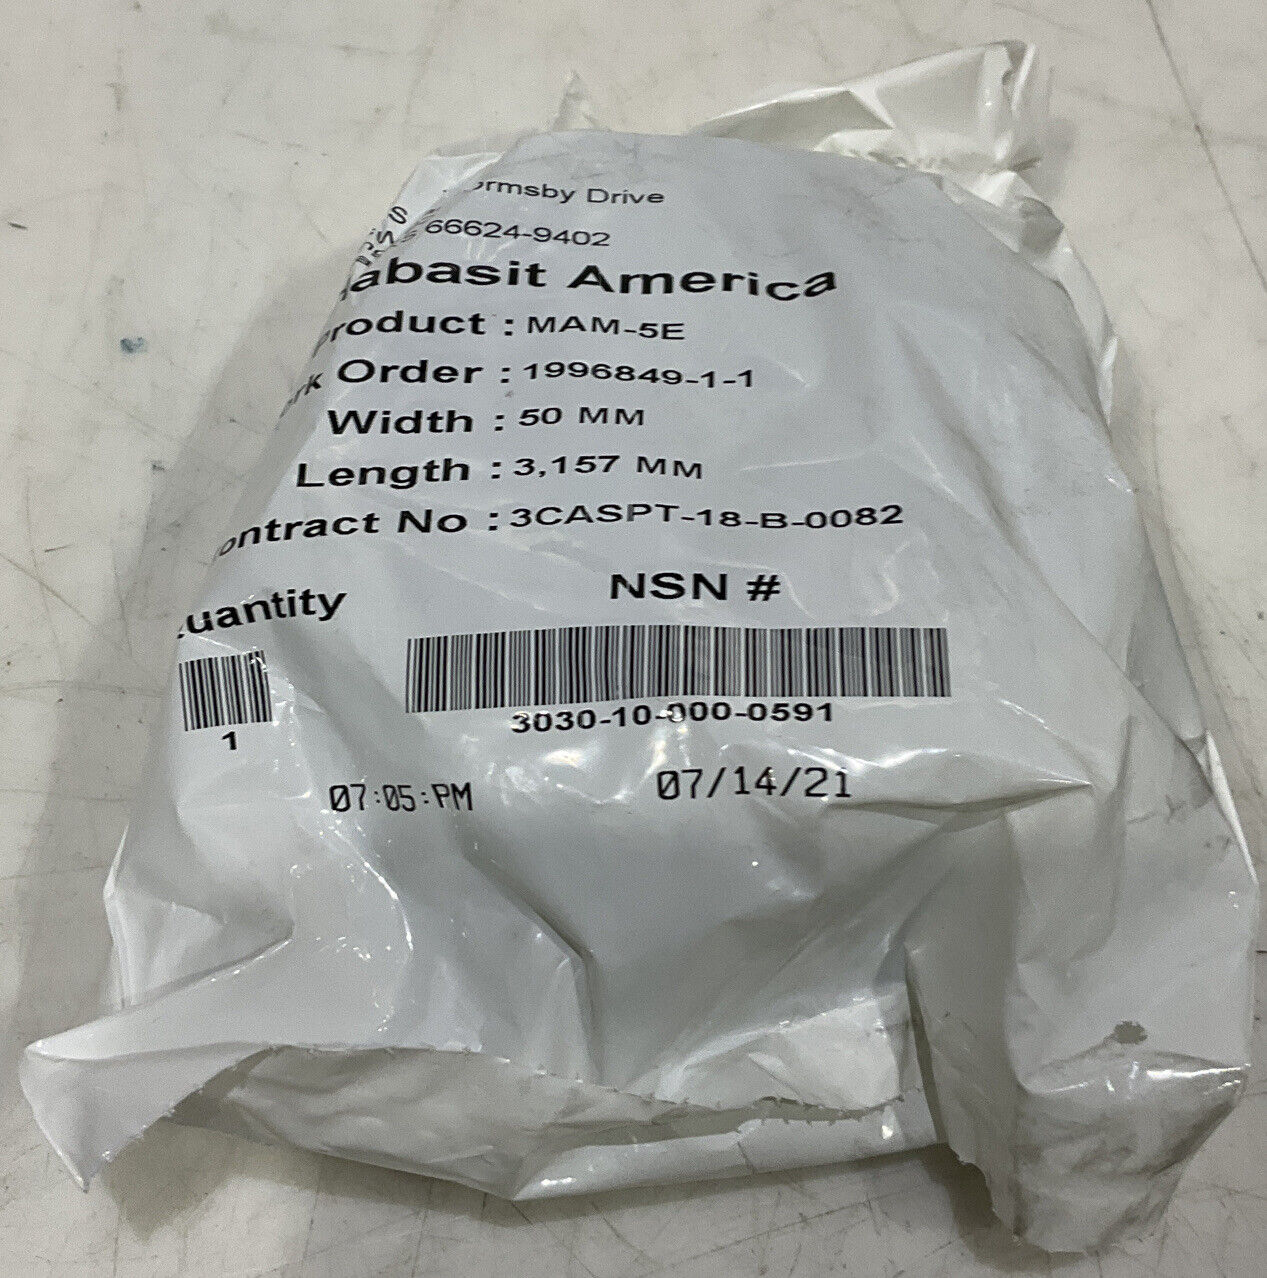 ormsby Drive
66624-9402
abasit America
roduct : MAM-5E
rk Order : 1996849-1-1
Width : 50 MM
Length : 3,157 MM
ontract No : 3CASPT-18-B-0082
uantity NSN #
1 3030-10-000-0591
07:05:PM 07/14/21